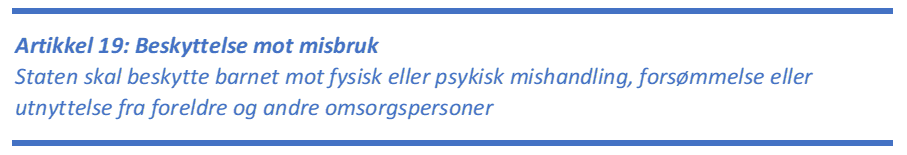 Artikkel 19: Beskyttelse mot misbruk
Staten skal beskytte barnet mot fysisk eller psykisk mishandling, forsømmelse eller
utnyttelse fra foreldre og andre omsorgspersoner